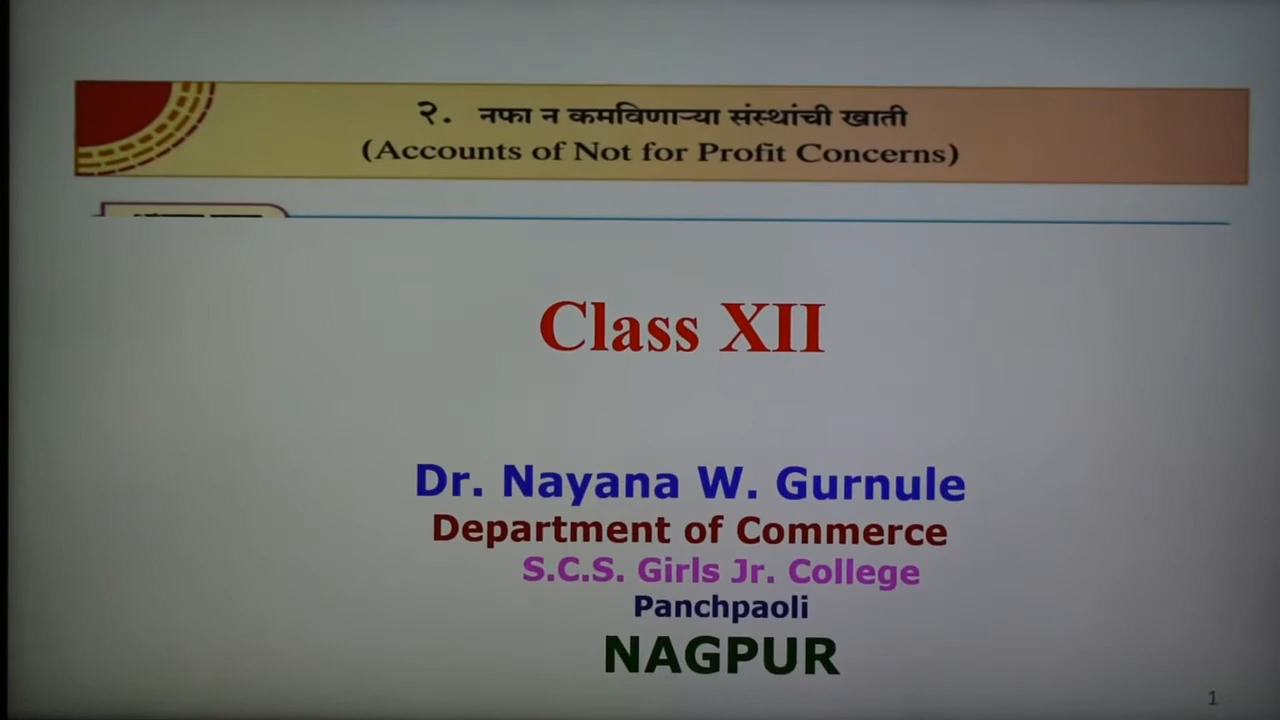 २. नफा न कमविणाऱ्या संस्थांची खाती
(Accounts of Not for Profit Concerns)
Class XII
Dr. Nayana W. Gurnule
Department of Commerce
S.C.S. Girls Jr. College
Panchpaoli
NAGPUR
1